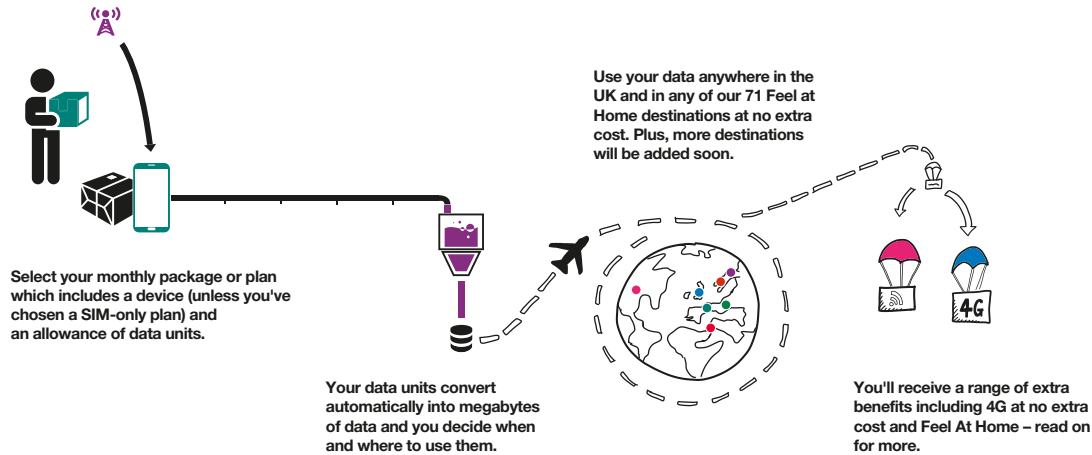 Select your monthly package or plan
which includes a device (unless you've
chosen a SIM-only plan) and
an allowance of data units.
Your data units convert
automatically into megabytes
of data and you decide when
and where to use them.
Use your data anywhere in the
UK and in any of our 71 Feel at
Home destinations at no extra
cost. Plus, more destinations
will be added soon.
4G
You'll receive a range of extra
benefits including 4G at no extra
cost and Feel At Home – read on
for more.